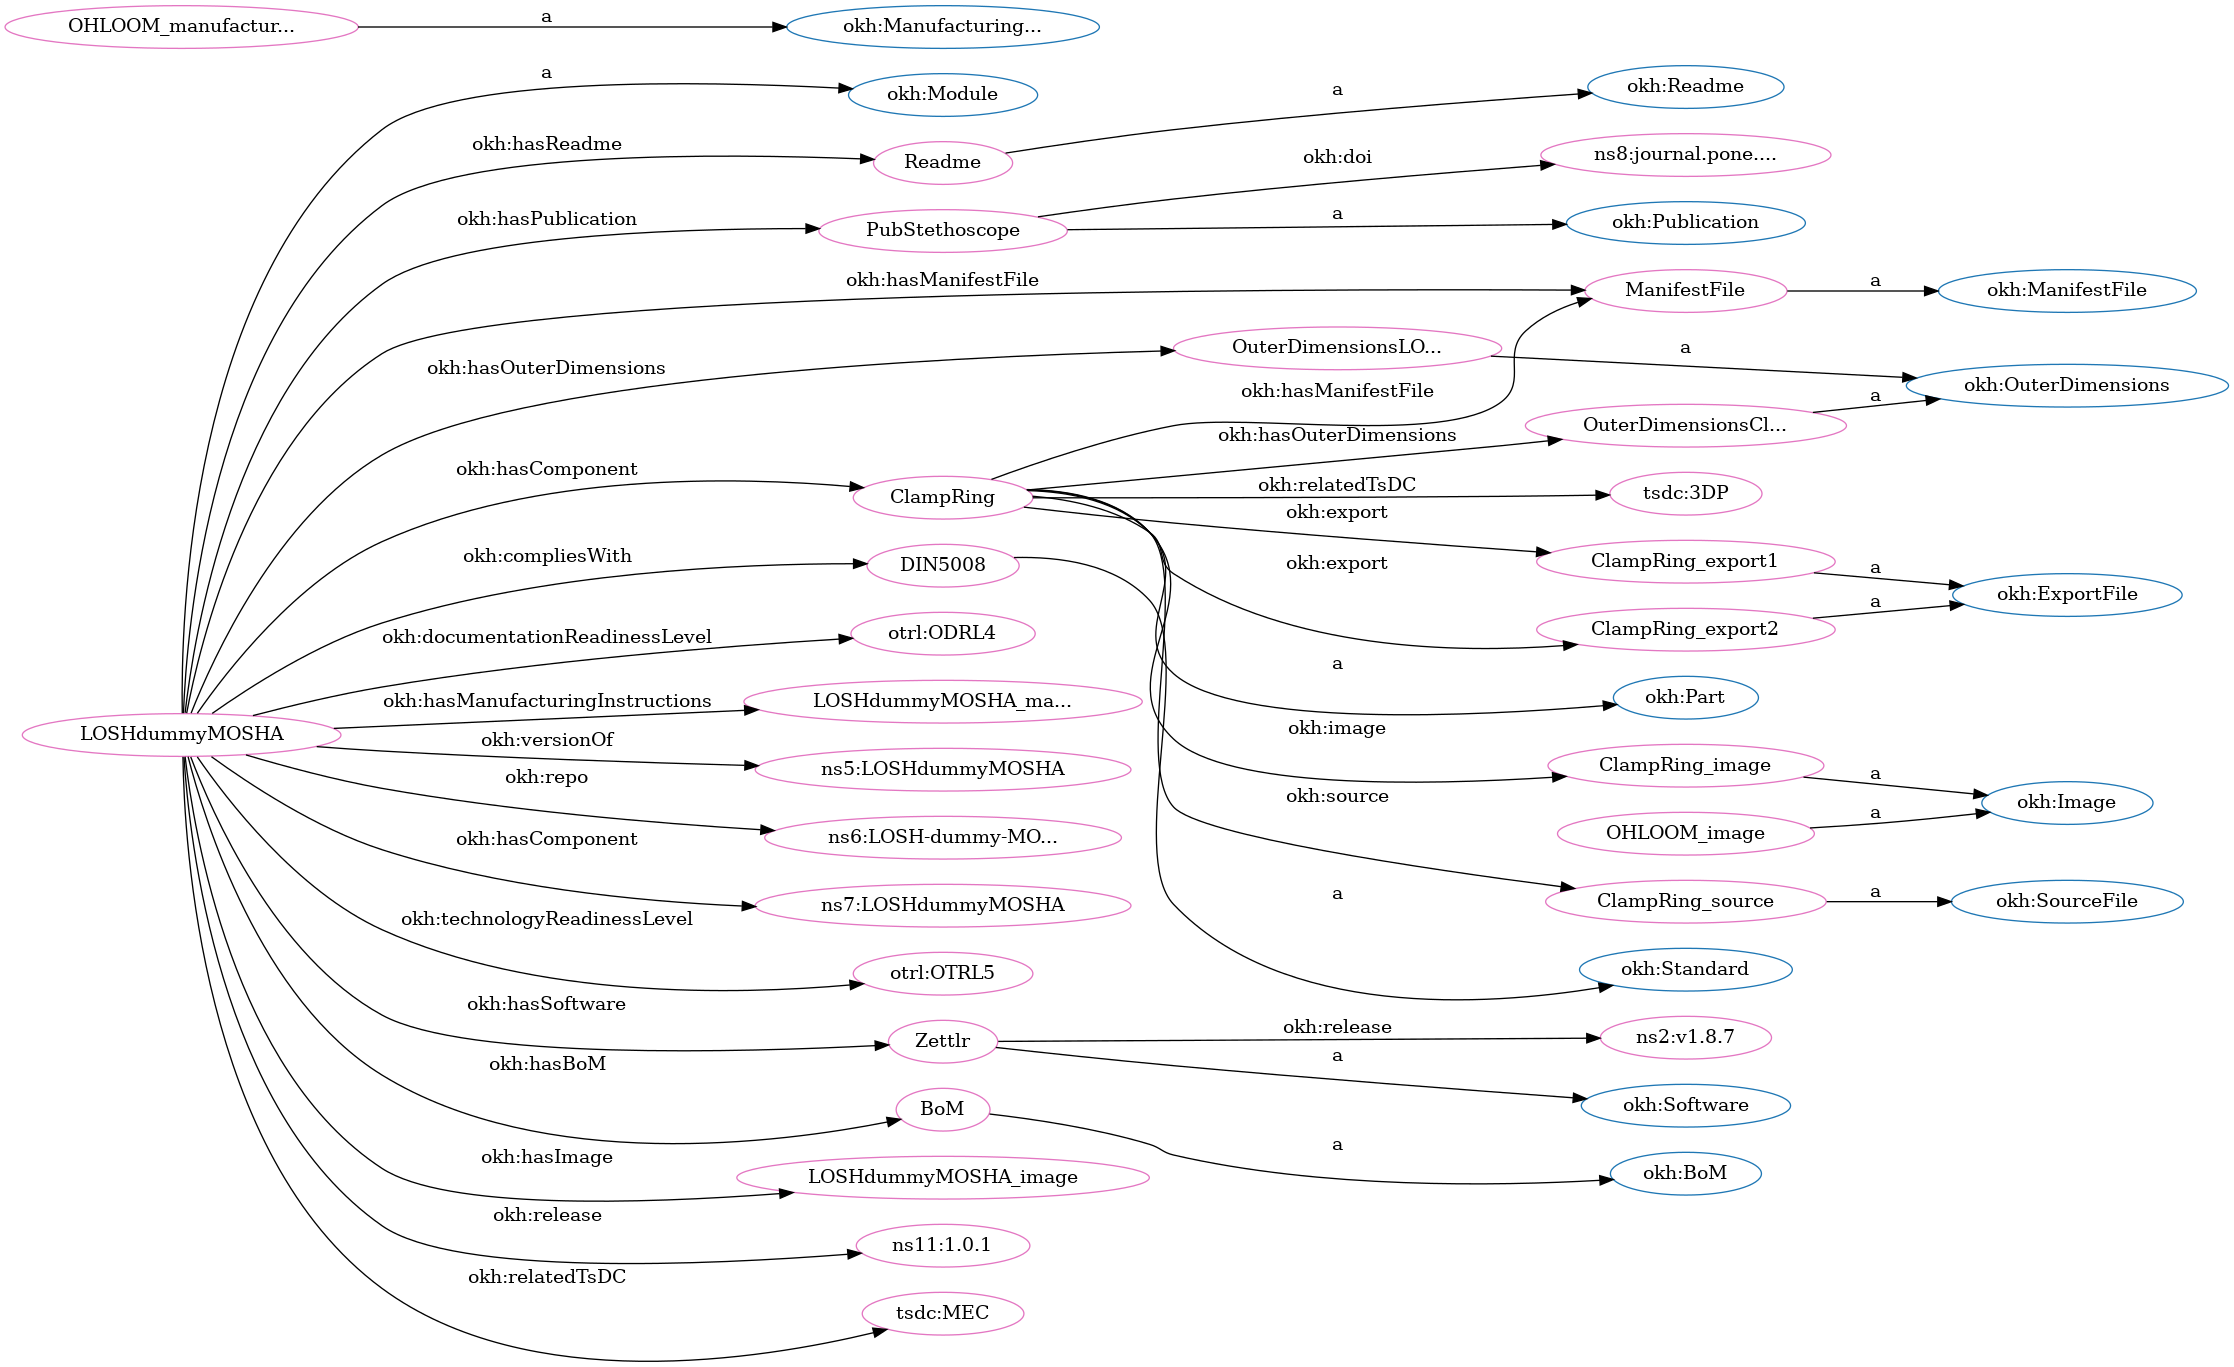 OHLOOM_manufactur...
a
okh:Manufacturing...
a
okh:Module
okh:hasReadme
Readme
a
okh:Readme
okh:hasPublication
PubStethoscope
okh:doi
ns8:journal.pone....
a
okh:Publication
okh:hasManifestFile
ManifestFile
a
okh:ManifestFile
okh:hasOuterDimensions
OuterDimensionsLO...
a
okh:OuterDimensions
okh:hasManifestFile
okh:hasOuterDimensions
OuterDimensionsCl...
a
okh:hasComponent
ClampRing
okh:relatedTsDC
tsdc:3DP
okh:export
ClampRing_export1
a
okh:ExportFile
okh:export
ClampRing_export2
a
okh:compliesWith
DIN5008
okh:documentationReadinessLevel
otrl:ODRL4
a
okh:Part
okh:hasManufacturingInstructions
LOSHdummyMOSHA_ma...
LOSHdummyMOSHA
okh:versionOf
ns5:LOSHdummyMOSHA
okh:image
ClampRing_image
a
okh:Image
okh:repo
ns6:LOSH-dummy-MO...
okh:source
OHLOOM_image
a
okh:hasComponent
ns7:LOSHdummyMOSHA
ClampRing_source
a
okh:SourceFile
okh:technologyReadinessLevel
otrl:OTRL5
a
okh:Standard
okh:hasSoftware
Zettlr
okh:release
ns2:v1.8.7
a
okh:Software
okh:hasBoM
BoM
a
okh:BoM
okh:hasImage
LOSHdummyMOSHA_image
okh:release
ns11:1.0.1
okh:relatedTsDC
tsdc:MEC